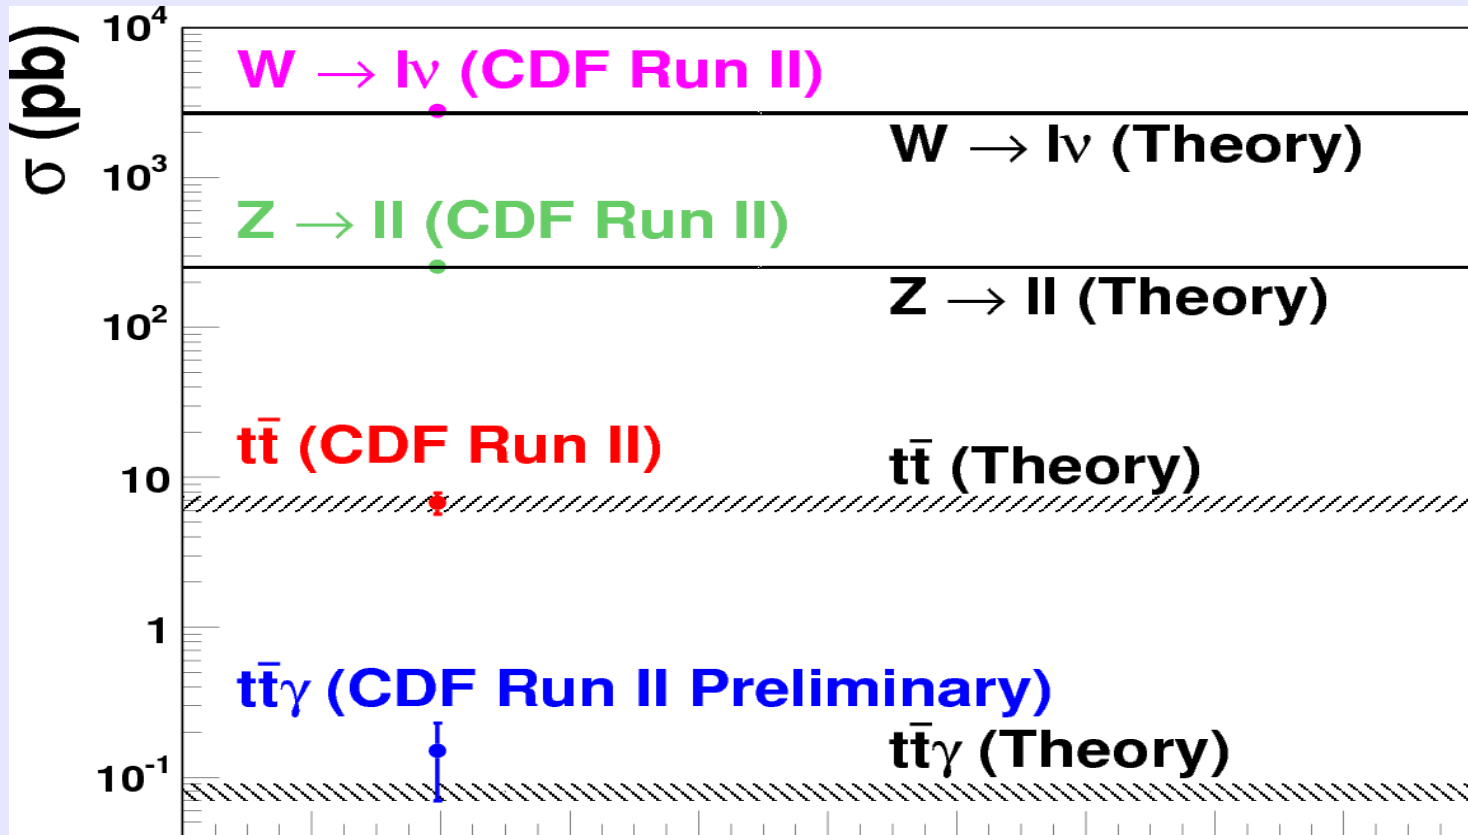 10⁴
W → lν (CDF Run II)
W → lν (Theory)
σ (pb)
10³
Z → ll (CDF Run II)
Z → ll (Theory)
10²
tt̄ (CDF Run II)
tt̄ (Theory)
10
1
tt̄γ (CDF Run II Preliminary)
tt̄γ (Theory)
10⁻¹